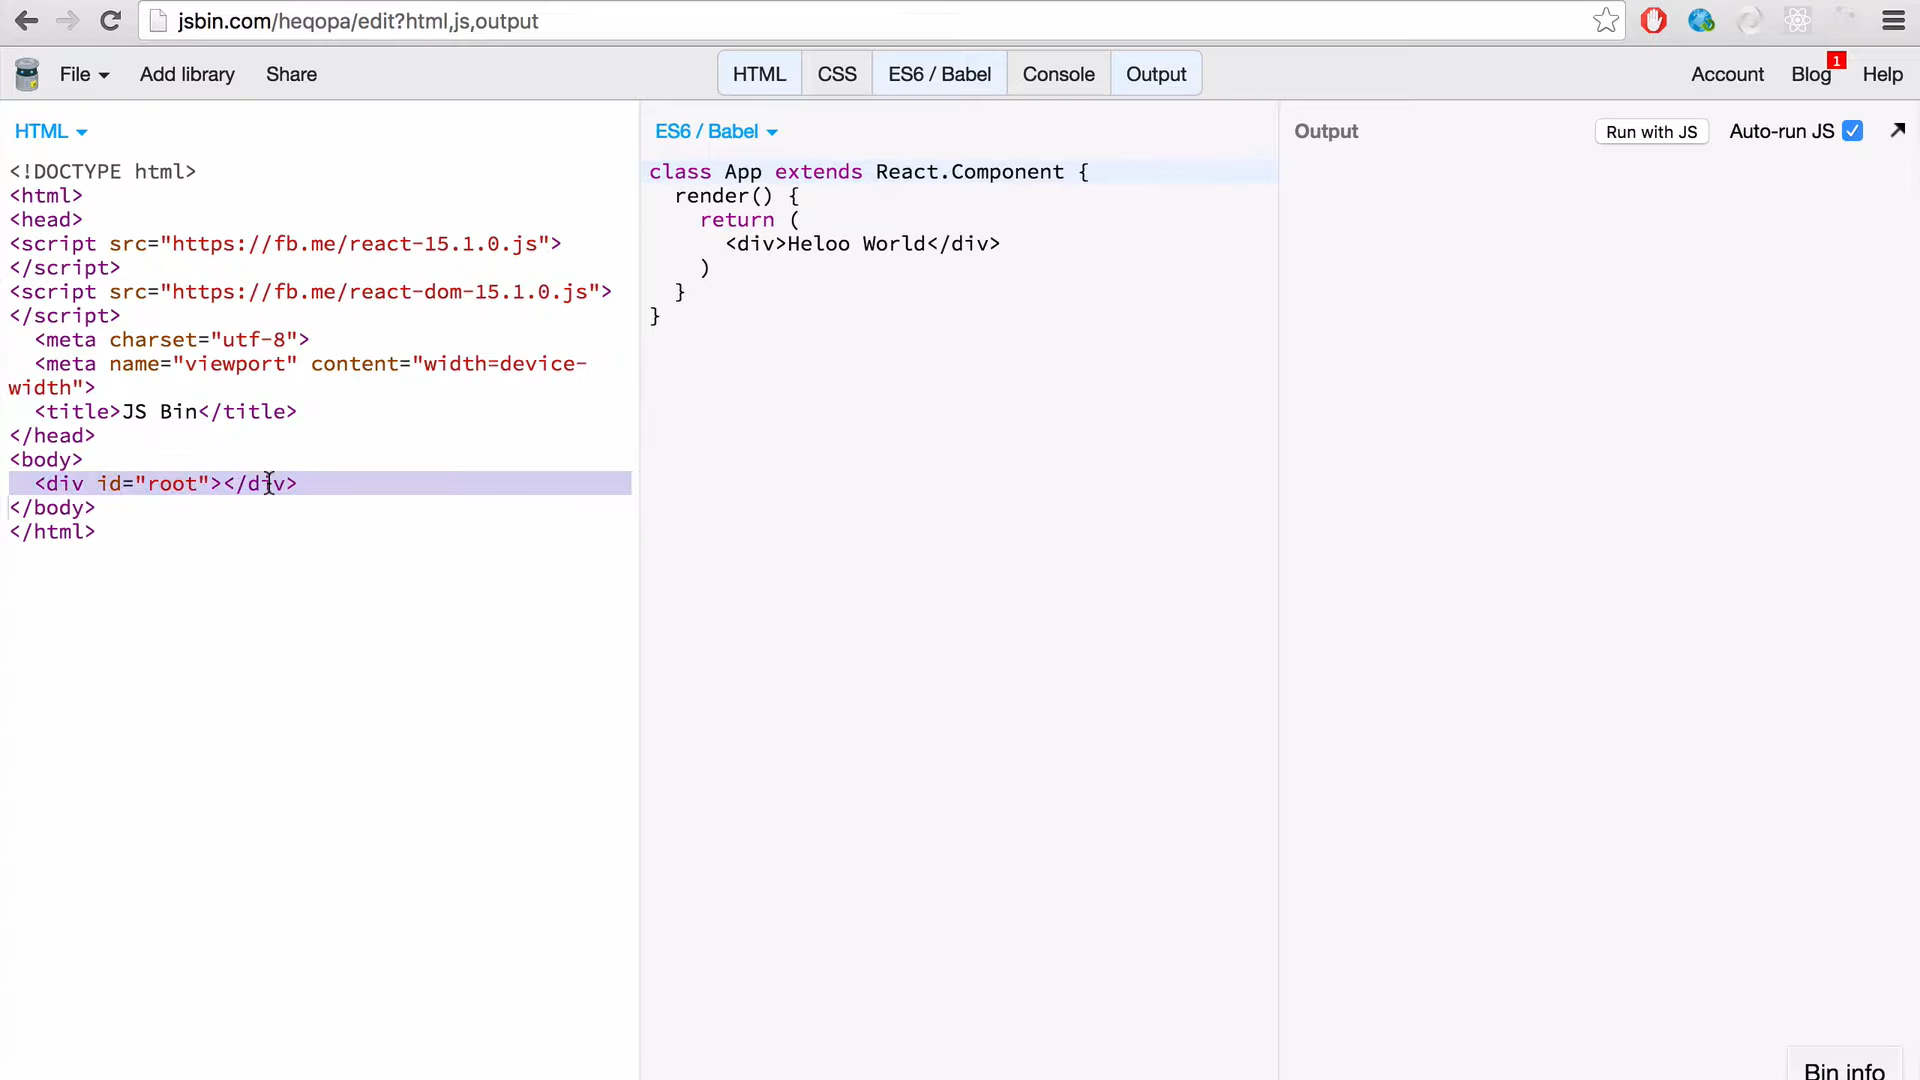 jsbin.com/heqopa/edit?html,js,output
File
Add library
Share
HTML
CSS
ES6 / Babel
Console
Output
Account
Blog
1
Help
HTML
<!DOCTYPE html>
<html>
<head>
<script src="https://fb.me/react-15.1.0.js">
</script>
<script src="https://fb.me/react-dom-15.1.0.js">
</script>
  <meta charset="utf-8">
  <meta name="viewport" content="width=device-
width">
  <title>JS Bin</title>
</head>
<body>
  <div id="root"></div>
</body>
</html>
ES6 / Babel
class App extends React.Component {
  render() {
    return (
      <div>Heloo World</div>
    )
  }
}
Output
Run with JS
Auto-run JS
Bin info